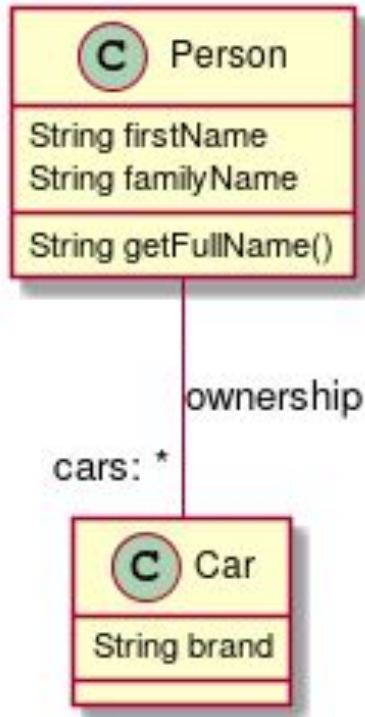 C Person
String firstName
String familyName
String getFullName()
ownership
cars: *
C Car
String brand